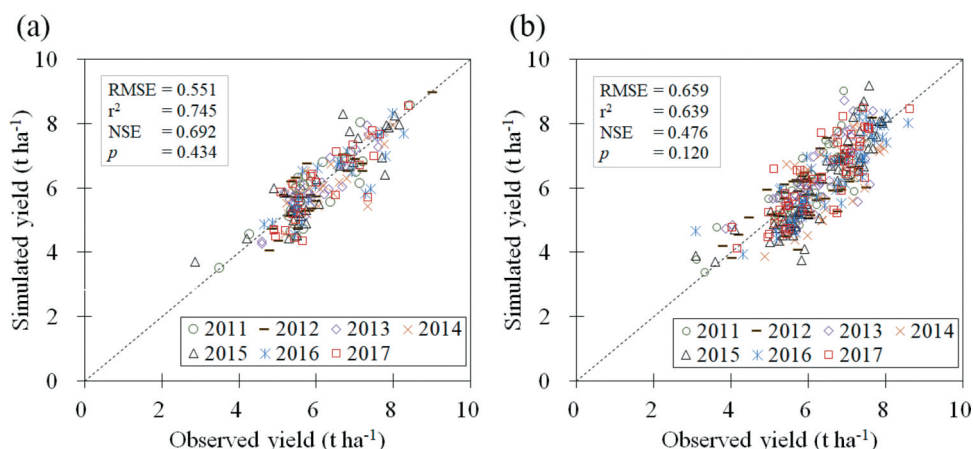 (a)
Simulated yield (t ha⁻¹)
10
8
6
4
2
0
RMSE = 0.551
r² = 0.745
NSE = 0.692
p = 0.434
2011 2012 2013 2014
2015 2016 2017
0 2 4 6 8 10
Observed yield (t ha⁻¹)
(b)
Simulated yield (t ha⁻¹)
10
8
6
4
2
0
RMSE = 0.659
r² = 0.639
NSE = 0.476
p = 0.120
2011 2012 2013 2014
2015 2016 2017
0 2 4 6 8 10
Observed yield (t ha⁻¹)